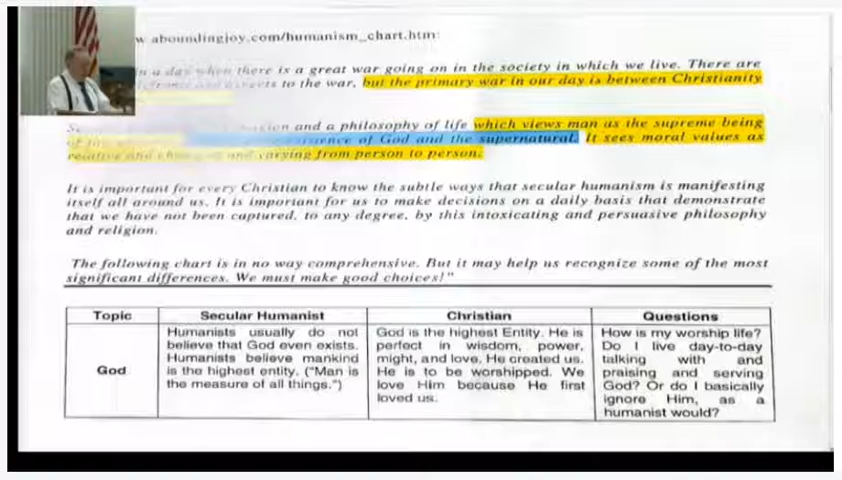 w aboundingjoy.com/humanism_chart.htm:
in a day when there is a great war going on in the society in which we live. There are
to the war, but the primary war in our day is between Christianity
and a philosophy of life which views man as the supreme being
of God and the supernatural. It sees moral values as
relative and changing and varying from person to person.
It is important for every Christian to know the subtle ways that secular humanism is manifesting
itself all around us. It is important for us to make decisions on a daily basis that demonstrate
that we have not been captured, to any degree, by this intoxicating and persuasive philosophy
and religion.
The following chart is in no way comprehensive. But it may help us recognize some of the most
significant differences. We must make good choices!"
Topic Secular Humanist Christian Questions
God
Humanists usually do not
believe that God even exists.
Humanists believe mankind
is the highest entity. ("Man is
the measure of all things.")
God is the highest Entity. He is
perfect in wisdom, power,
might, and love. He created us.
He is to be worshipped. We
love Him because He first
loved us.
How is my worship life?
Do I live day-to-day
talking with and
praising and serving
God? Or do I basically
ignore Him, as a
humanist would?